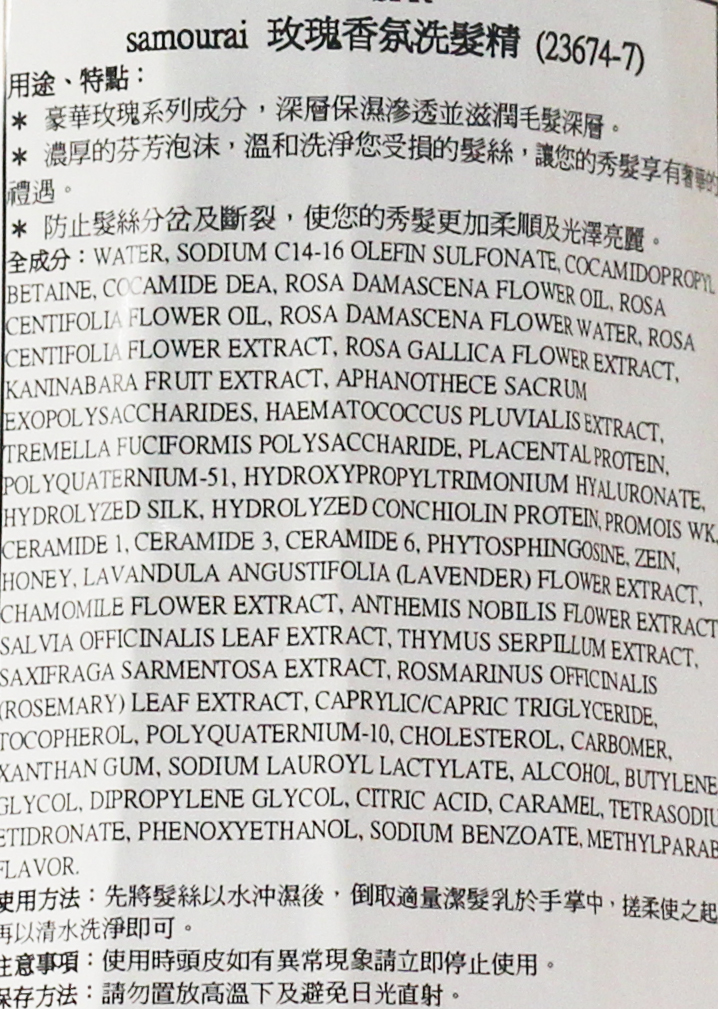 samourai 玫瑰香氛洗髮精 (23674-7)
用途、特點：
* 豪華玫瑰系列成分，深層保濕滲透並滋潤毛髮深層。
* 濃厚的芬芳泡沫，溫和洗淨您受損的髮絲，讓您的秀髮享有奢華的
禮遇。
* 防止髮絲分岔及斷裂，使您的秀髮更加柔順及光澤亮麗。
全成分：WATER, SODIUM C14-16 OLEFIN SULFONATE, COCAMIDOPROPYL
BETAINE, COCAMIDE DEA, ROSA DAMASCENA FLOWER OIL, ROSA
CENTIFOLIA FLOWER OIL, ROSA DAMASCENA FLOWER WATER, ROSA
CENTIFOLIA FLOWER EXTRACT, ROSA GALLICA FLOWER EXTRACT,
KANINABARA FRUIT EXTRACT, APHANOTHECE SACRUM
EXOPOLYSACCHARIDES, HAEMATOCOCCUS PLUVIALIS EXTRACT,
TREMELLA FUCIFORMIS POLYSACCHARIDE, PLACENTAL PROTEIN,
POLYQUATERNIUM-51, HYDROXYPROPYLTRIMONIUM HYALURONATE,
HYDROLYZED SILK, HYDROLYZED CONCHIOLIN PROTEIN, PROMOIS WK,
CERAMIDE 1, CERAMIDE 3, CERAMIDE 6, PHYTOSPHINGOSINE, ZEIN,
HONEY, LAVANDULA ANGUSTIFOLIA (LAVENDER) FLOWER EXTRACT,
CHAMOMILE FLOWER EXTRACT, ANTHEMIS NOBILIS FLOWER EXTRACT
SALVIA OFFICINALIS LEAF EXTRACT, THYMUS SERPILLUM EXTRACT,
SAXIFRAGA SARMENTOSA EXTRACT, ROSMARINUS OFFICINALIS
(ROSEMARY) LEAF EXTRACT, CAPRYLIC/CAPRIC TRIGLYCERIDE,
TOCOPHEROL, POLYQUATERNIUM-10, CHOLESTEROL, CARBOMER,
XANTHAN GUM, SODIUM LAUROYL LACTYLATE, ALCOHOL, BUTYLENE
GLYCOL, DIPROPYLENE GLYCOL, CITRIC ACID, CARAMEL, TETRASODIU
ETIDRONATE, PHENOXYETHANOL, SODIUM BENZOATE, METHYLPARAB
FLAVOR.
使用方法：先將髮絲以水沖濕後，倒取適量潔髮乳於手掌中，搓柔使之起
再以清水洗淨即可。
注意事項：使用時頭皮如有異常現象請立即停止使用。
保存方法：請勿置放高溫下及避免日光直射。